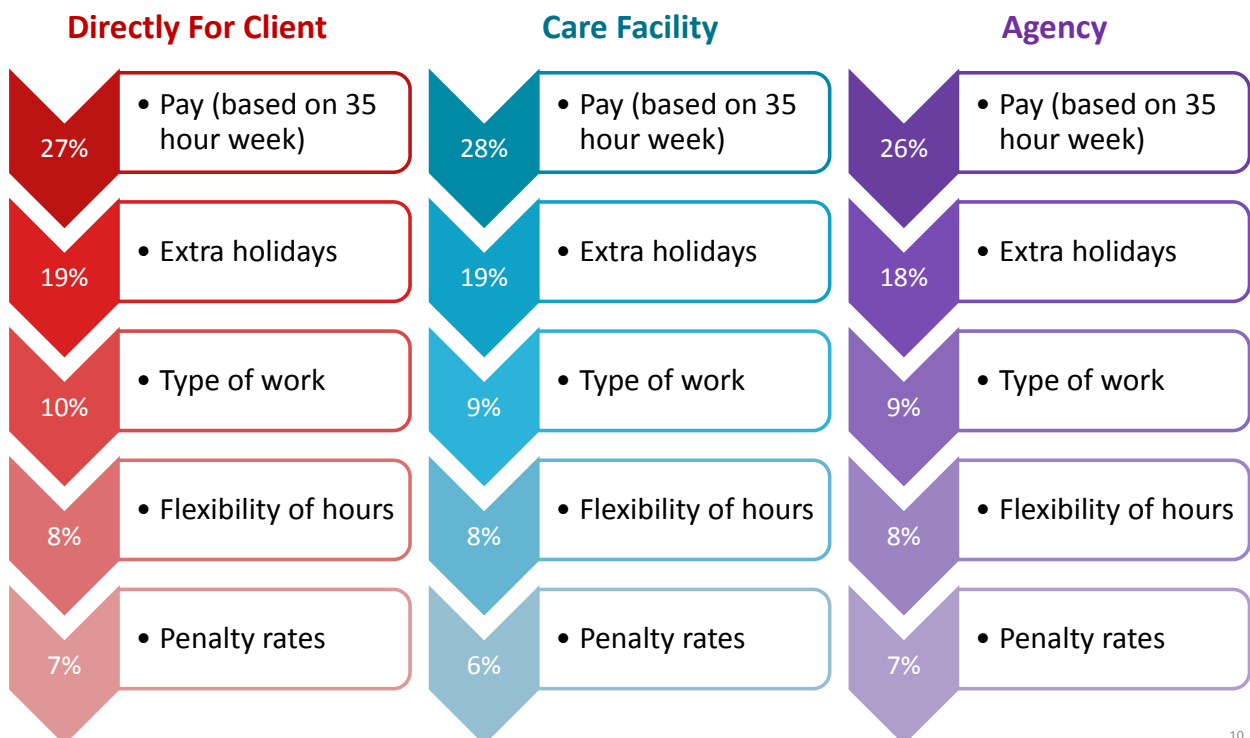 Directly For Client
27%
• Pay (based on 35
hour week)
19%
• Extra holidays
10%
• Type of work
8%
• Flexibility of hours
7%
• Penalty rates
Care Facility
28%
• Pay (based on 35
hour week)
19%
• Extra holidays
9%
• Type of work
8%
• Flexibility of hours
6%
• Penalty rates
Agency
26%
• Pay (based on 35
hour week)
18%
• Extra holidays
9%
• Type of work
8%
• Flexibility of hours
7%
• Penalty rates
10